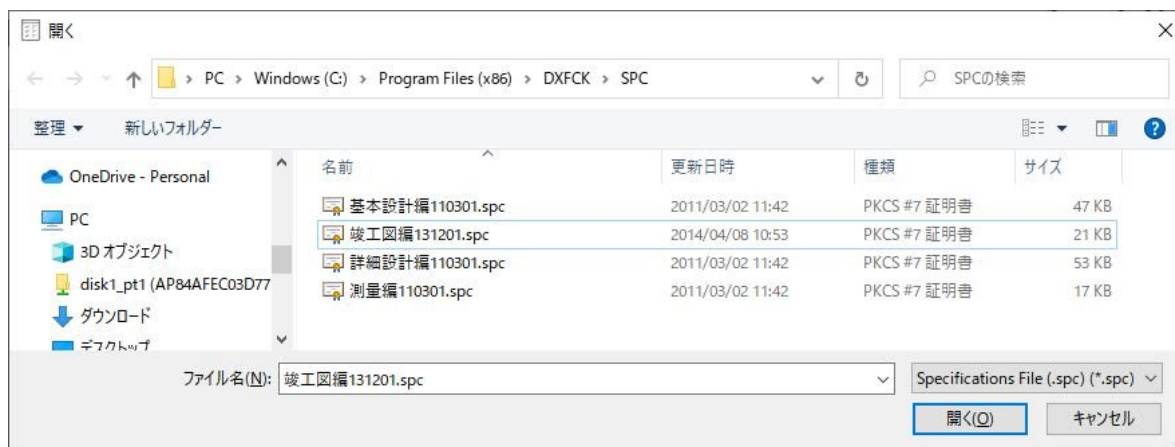 開く
PC > Windows (C:) > Program Files (x86) > DXFCK > SPC
SPCの検索
整理 新しいフォルダー
OneDrive - Personal
PC
3D オブジェクト
disk1_pt1 (AP84AFEC03D77
ダウンロード
デスクトップ
名前 更新日時 種類 サイズ
基本設計編110301.spc 2011/03/02 11:42 PKCS #7 証明書 47 KB
竣工図編131201.spc 2014/04/08 10:53 PKCS #7 証明書 21 KB
詳細設計編110301.spc 2011/03/02 11:42 PKCS #7 証明書 53 KB
測量編110301.spc 2011/03/02 11:42 PKCS #7 証明書 17 KB
ファイル名(N): 竣工図編131201.spc Specifications File (.spc) (*.spc)
開く(O) キャンセル